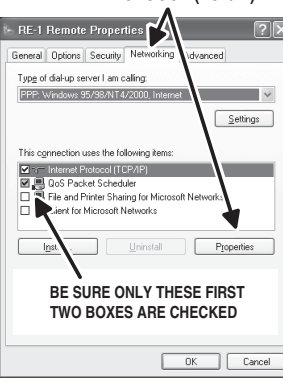 RE-1 Remote Properties
General Options Security Networking Advanced
Type of dial-up server I am calling:
PPP: Windows 95/98/NT4/2000, Internet
Settings
This connection uses the following items:
Internet Protocol (TCP/IP)
QoS Packet Scheduler
File and Printer Sharing for Microsoft Networks
Client for Microsoft Networks
Uninstall Properties
BE SURE ONLY THESE FIRST
TWO BOXES ARE CHECKED
OK Cancel